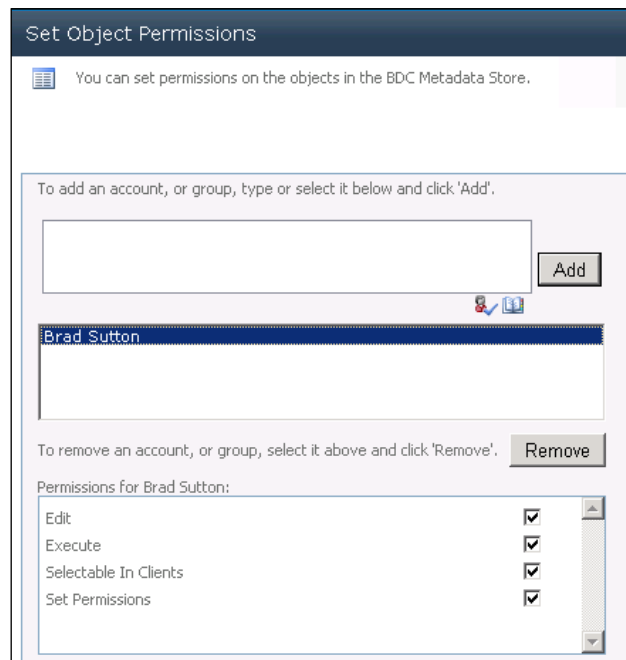 Set Object Permissions
You can set permissions on the objects in the BDC Metadata Store.
To add an account, or group, type or select it below and click 'Add'.
Add
Brad Sutton
To remove an account, or group, select it above and click 'Remove'.
Remove
Permissions for Brad Sutton:
Edit
Execute
Selectable In Clients
Set Permissions